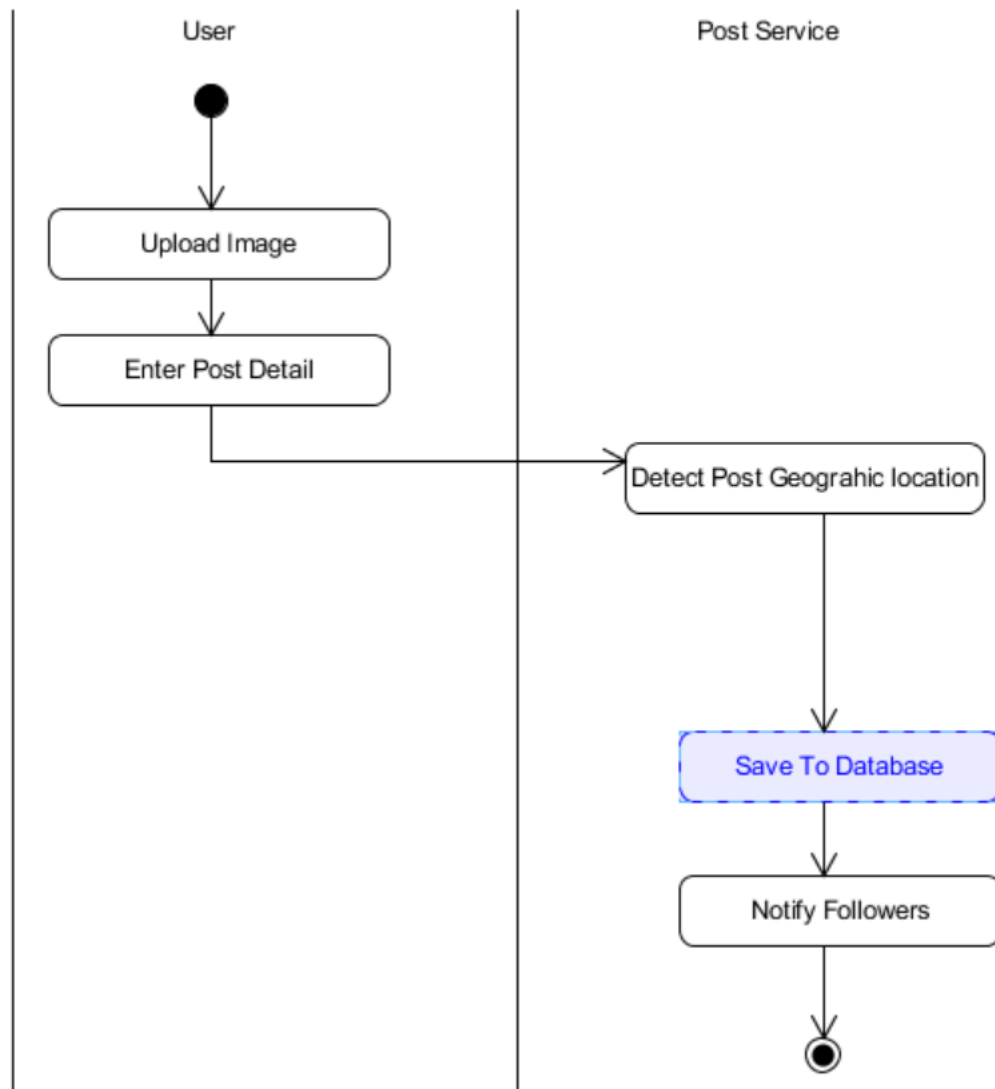 User
Post Service
Upload Image
Enter Post Detail
Detect Post Geograhic location
Save To Database
Notify Followers